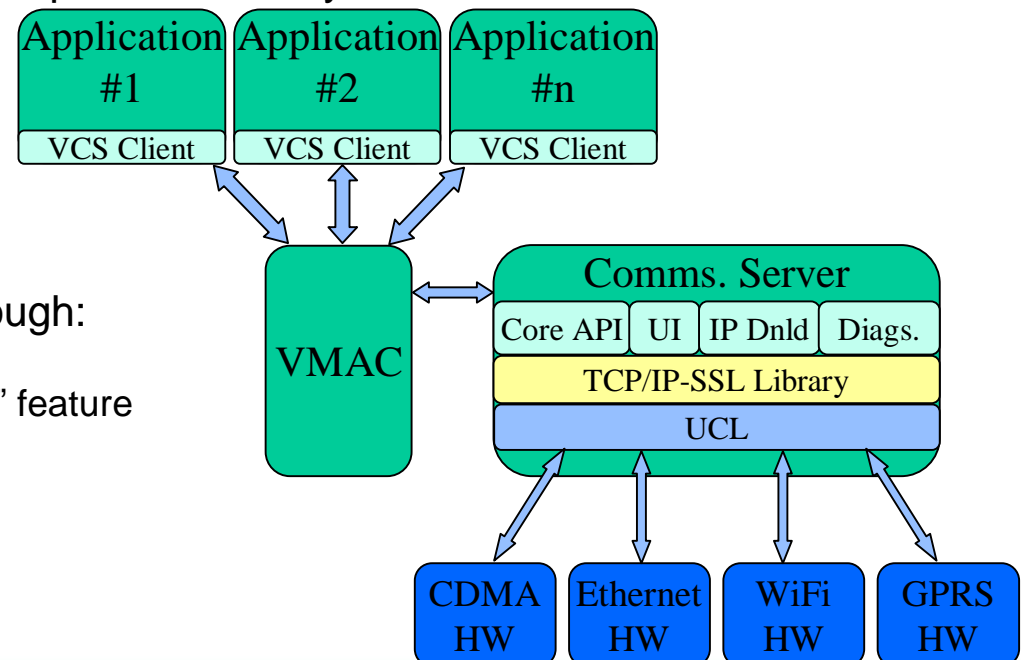 Application Application Application
#1 #2 #n
VCS Client VCS Client VCS Client
Comms. Server
ough:
Core API UI IP Dnld Diags.
VMAC
TCP/IP-SSL Library
” feature
UCL
CDMA Ethernet WiFi GPRS
HW HW HW HW